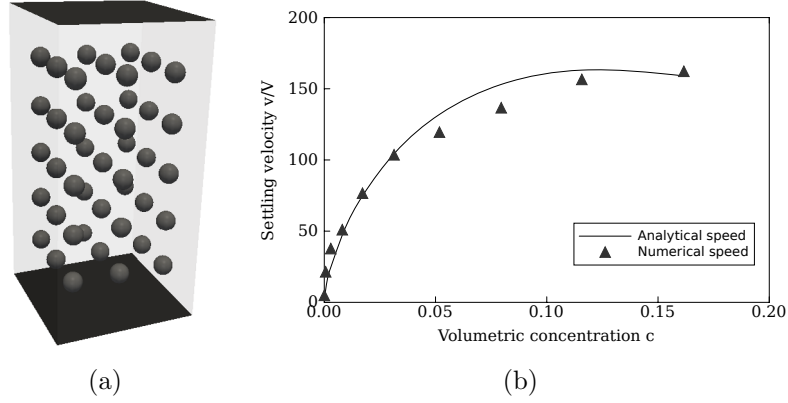 200
150
100
50
0
Settling velocity v/V
0.00
0.05
0.10
0.15
0.20
Volumetric concentration c
Analytical speed
Numerical speed
(a)
(b)